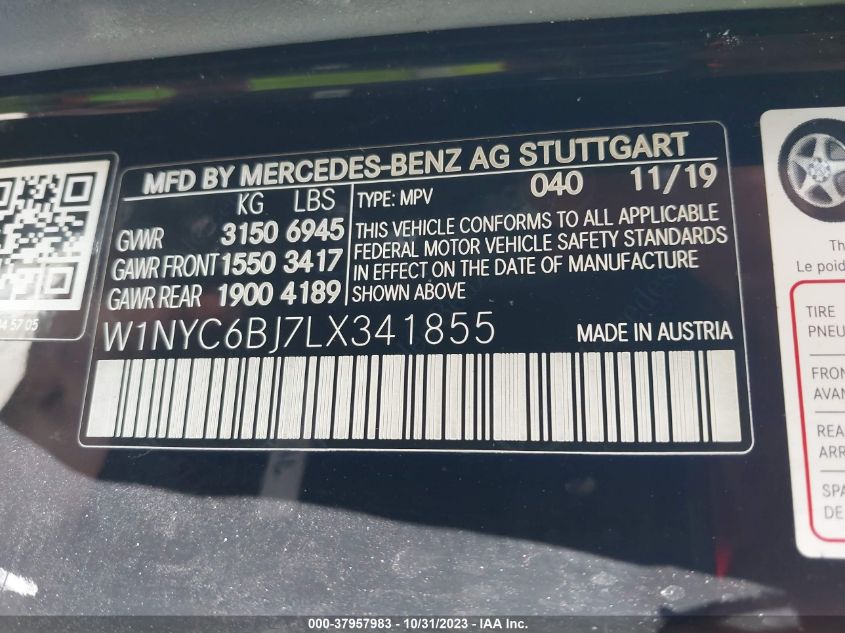 MFD BY MERCEDES-BENZ AG STUTTGART
KG LBS
GVWR 3150 6945
GAWR FRONT 1550 3417
GAWR REAR 1900 4189
TYPE: MPV 040 11/19
THIS VEHICLE CONFORMS TO ALL APPLICABLE
FEDERAL MOTOR VEHICLE SAFETY STANDARDS
IN EFFECT ON THE DATE OF MANUFACTURE
SHOWN ABOVE
W1NYC6BJ7LX341855 MADE IN AUSTRIA
5 05
Th
Le poid
TIRE
PNEU
FRON
AVAN
REA
ARR
SPA
DE
000-37957983 - 10/31/2023 - IAA Inc.